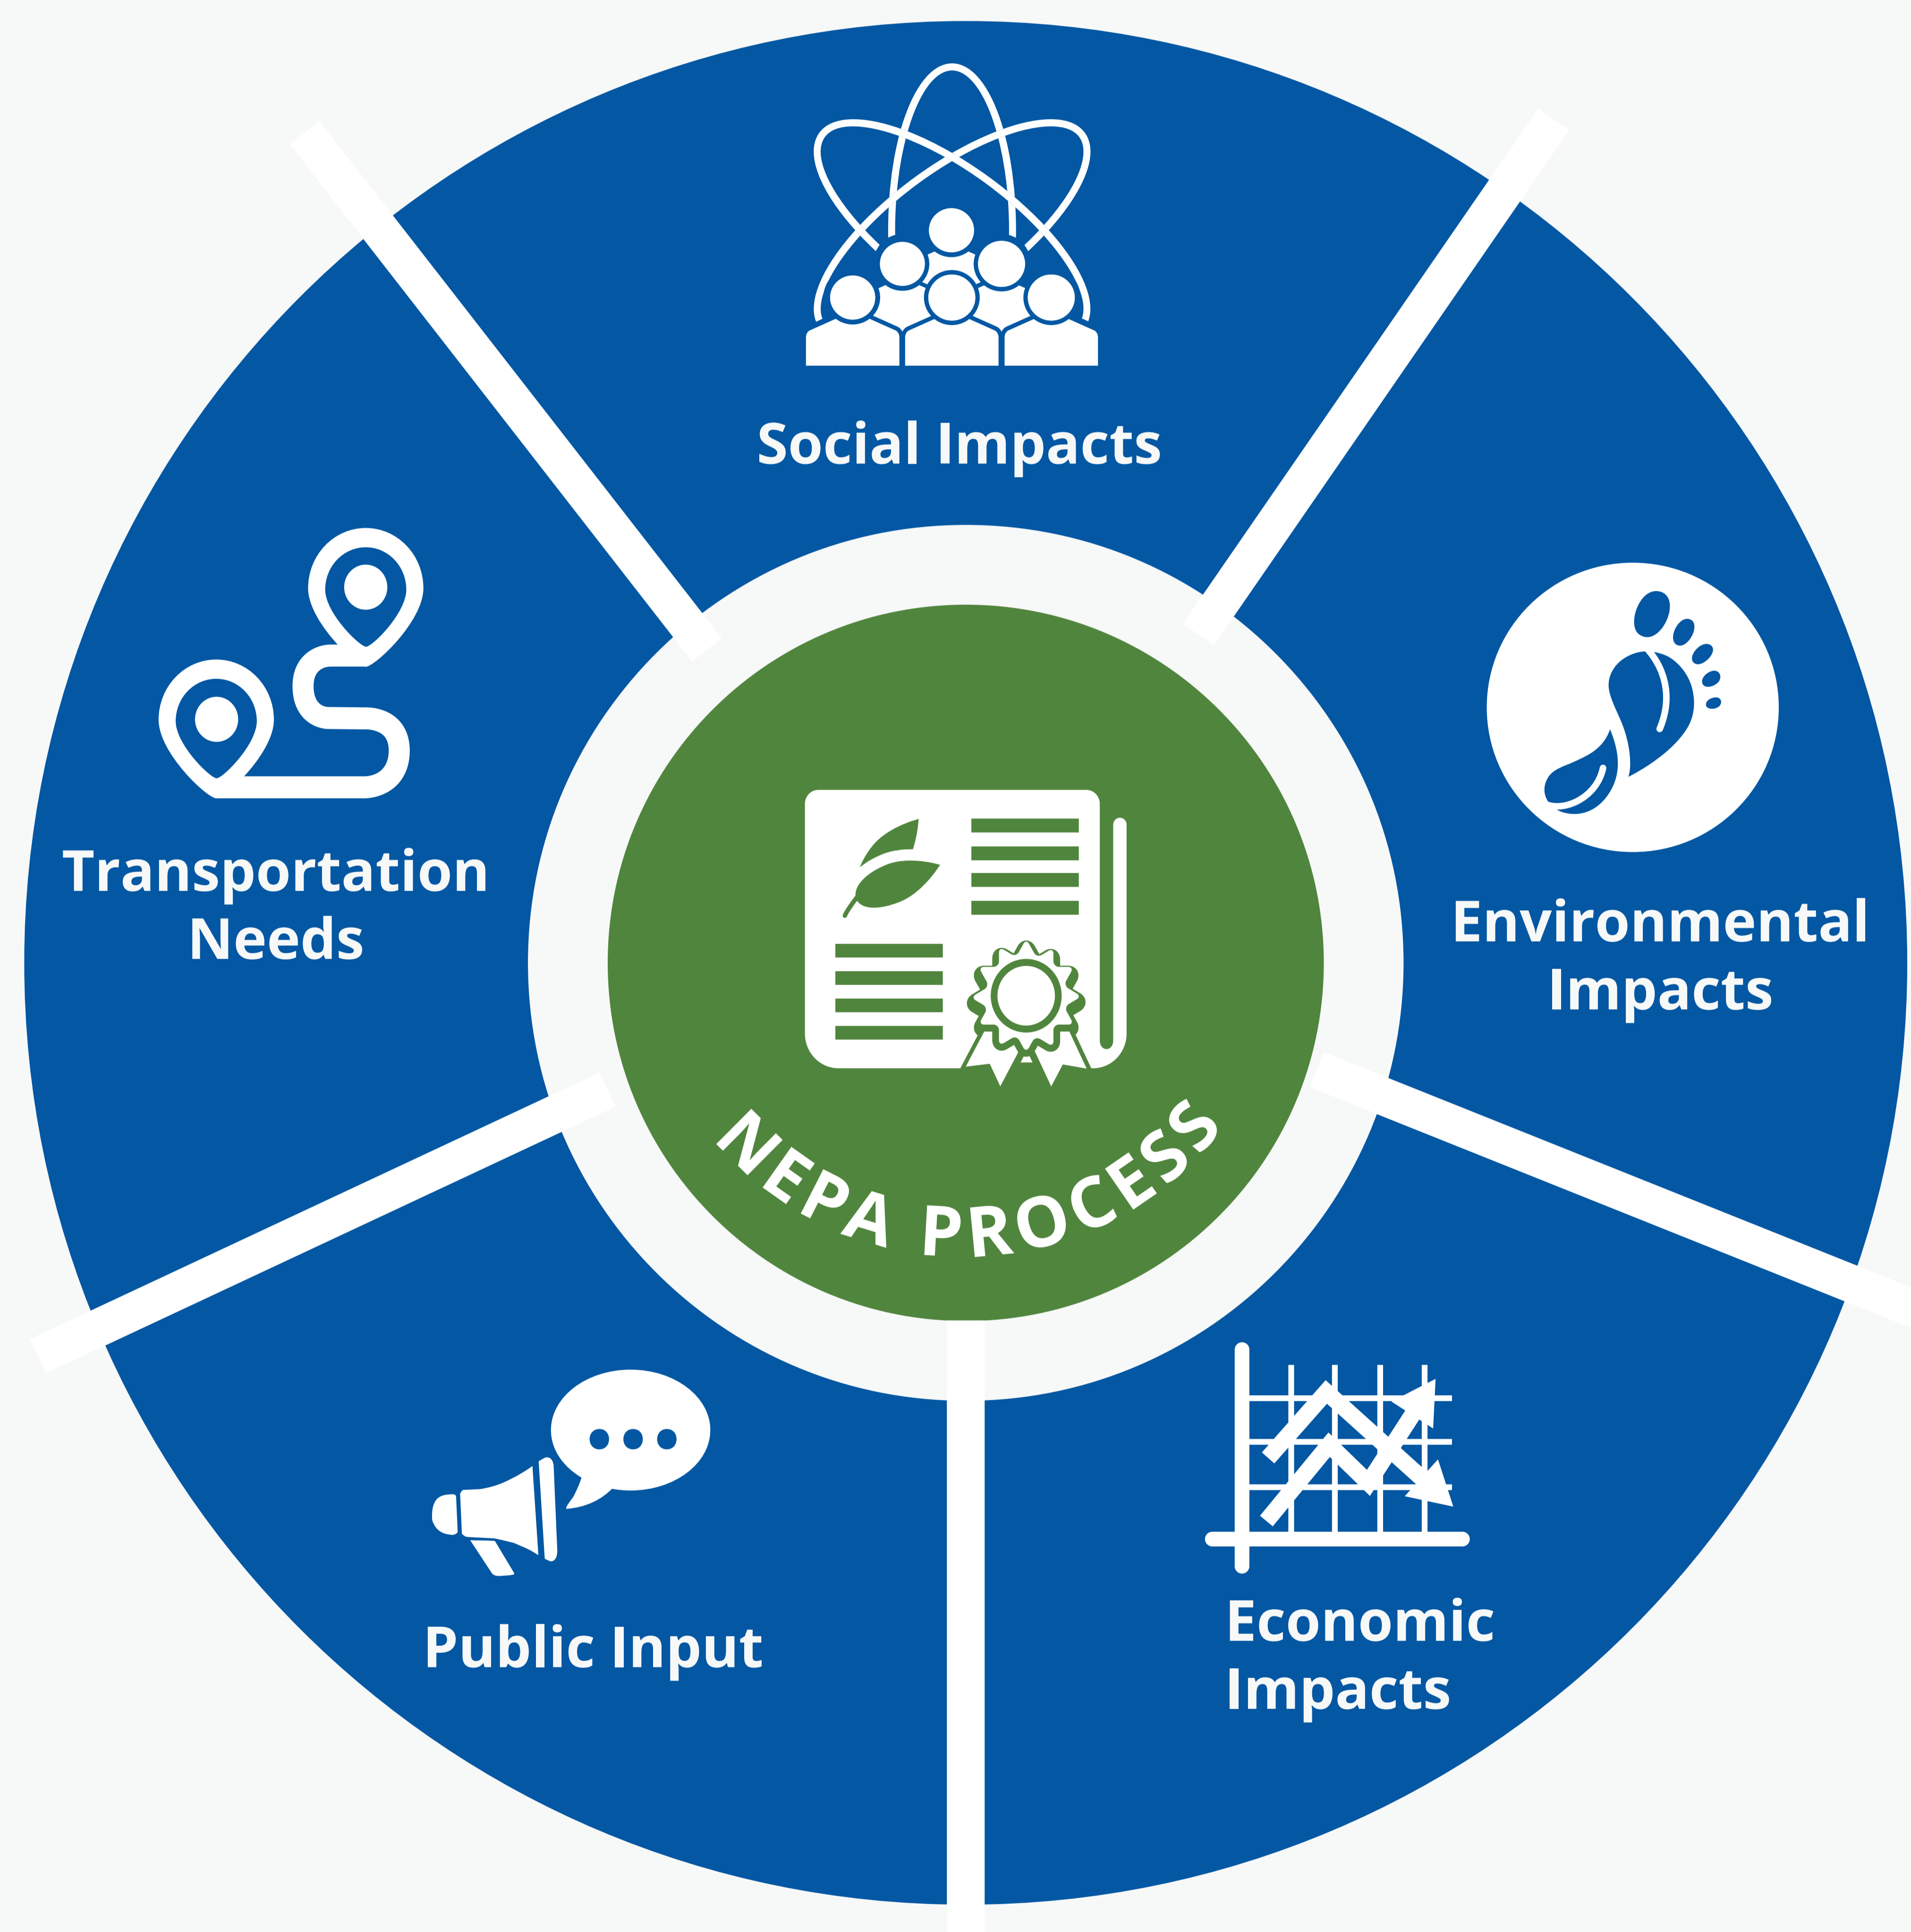 Social Impacts
Transportation
Needs
Environmental
Impacts
NEPA PROCESS
Public Input
Economic
Impacts